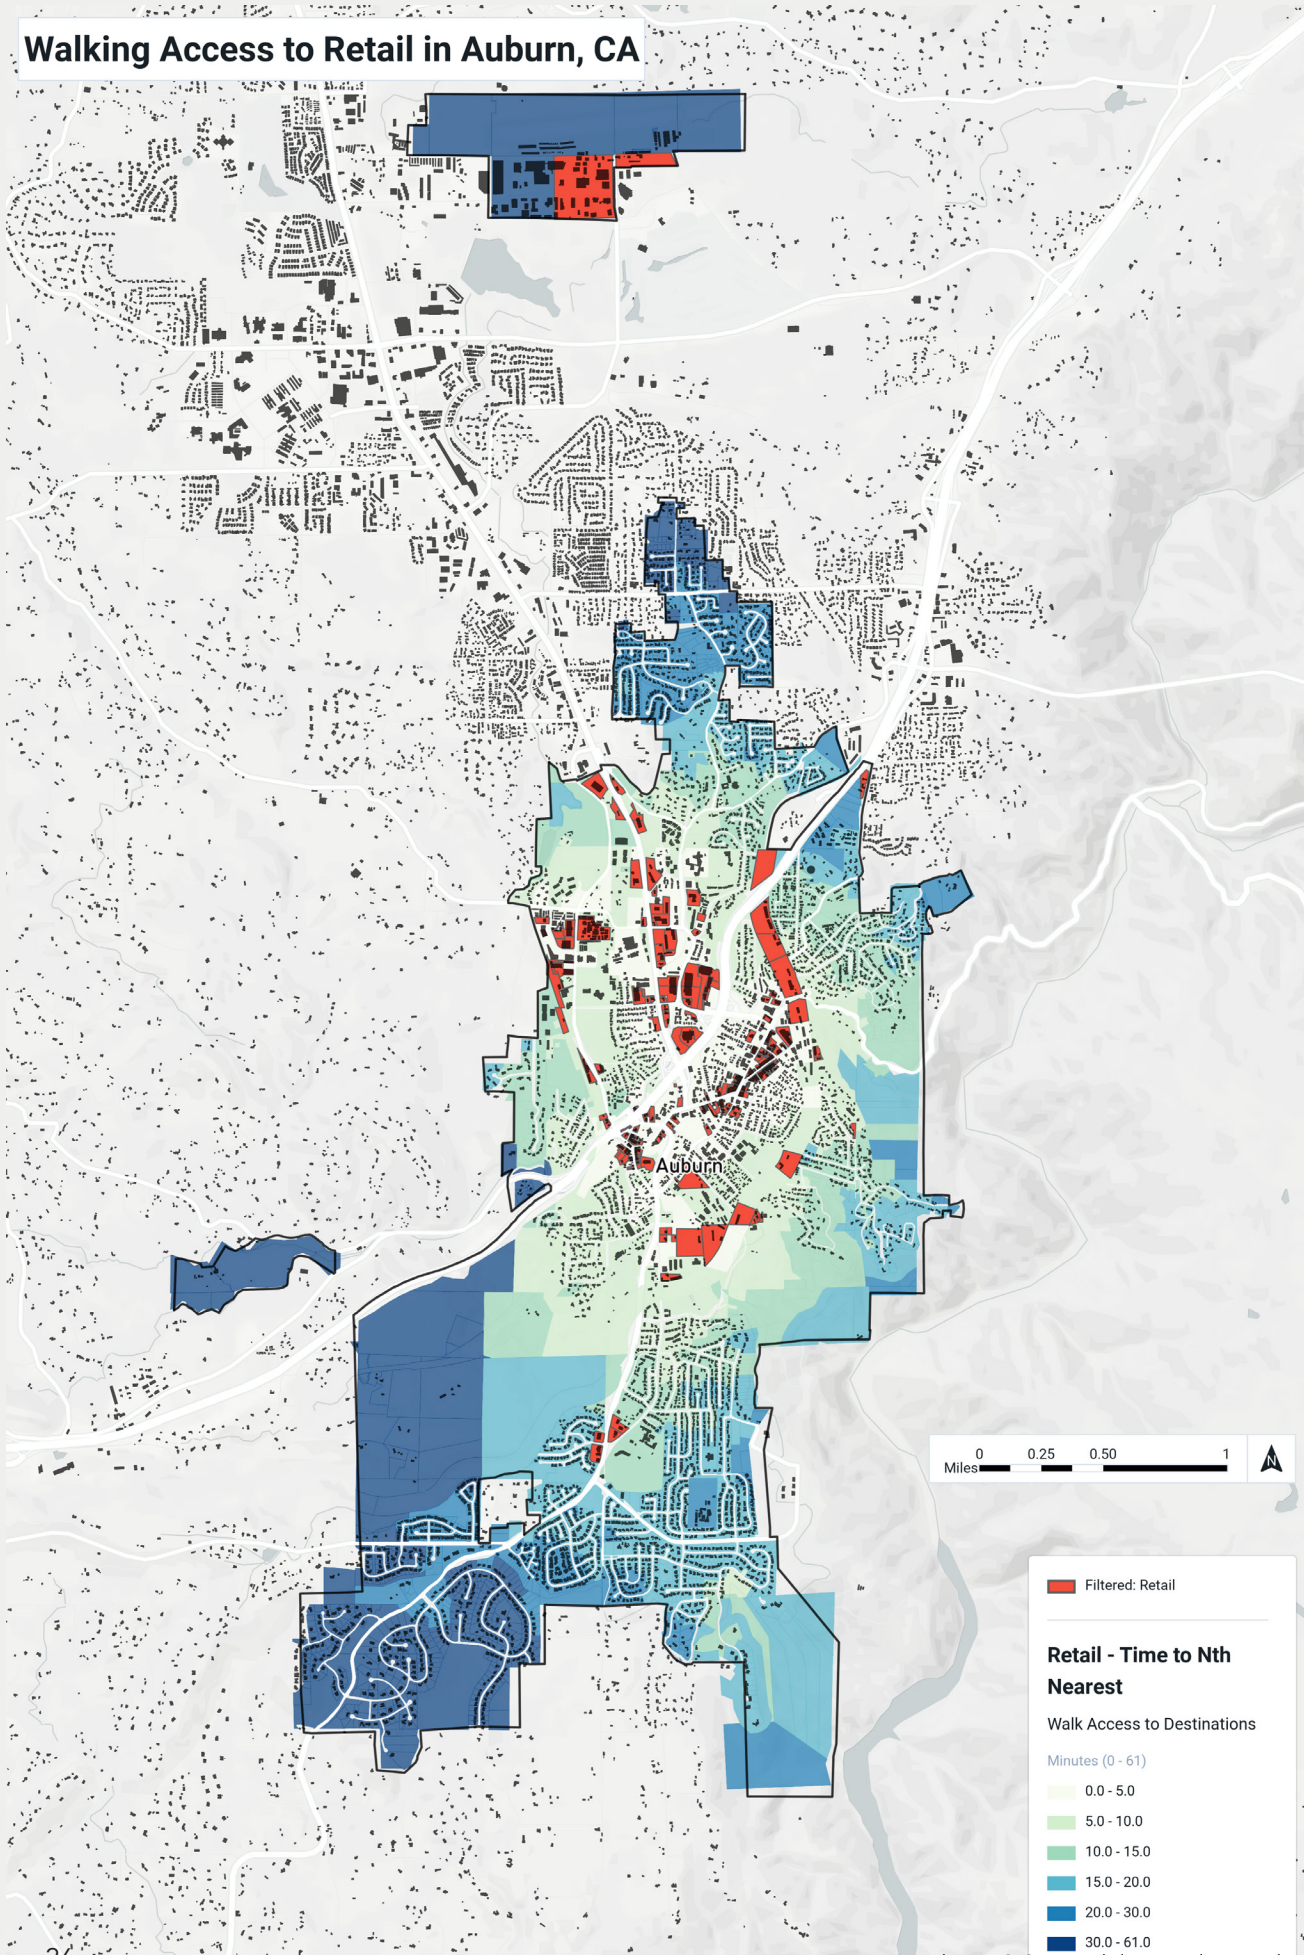 Walking Access to Retail in Auburn, CA
Auburn
0 0.25 0.50 1
Miles
N
Filtered: Retail
Retail - Time to Nth
Nearest
Walk Access to Destinations
Minutes (0 - 61)
0.0 - 5.0
5.0 - 10.0
10.0 - 15.0
15.0 - 20.0
20.0 - 30.0
30.0 - 61.0